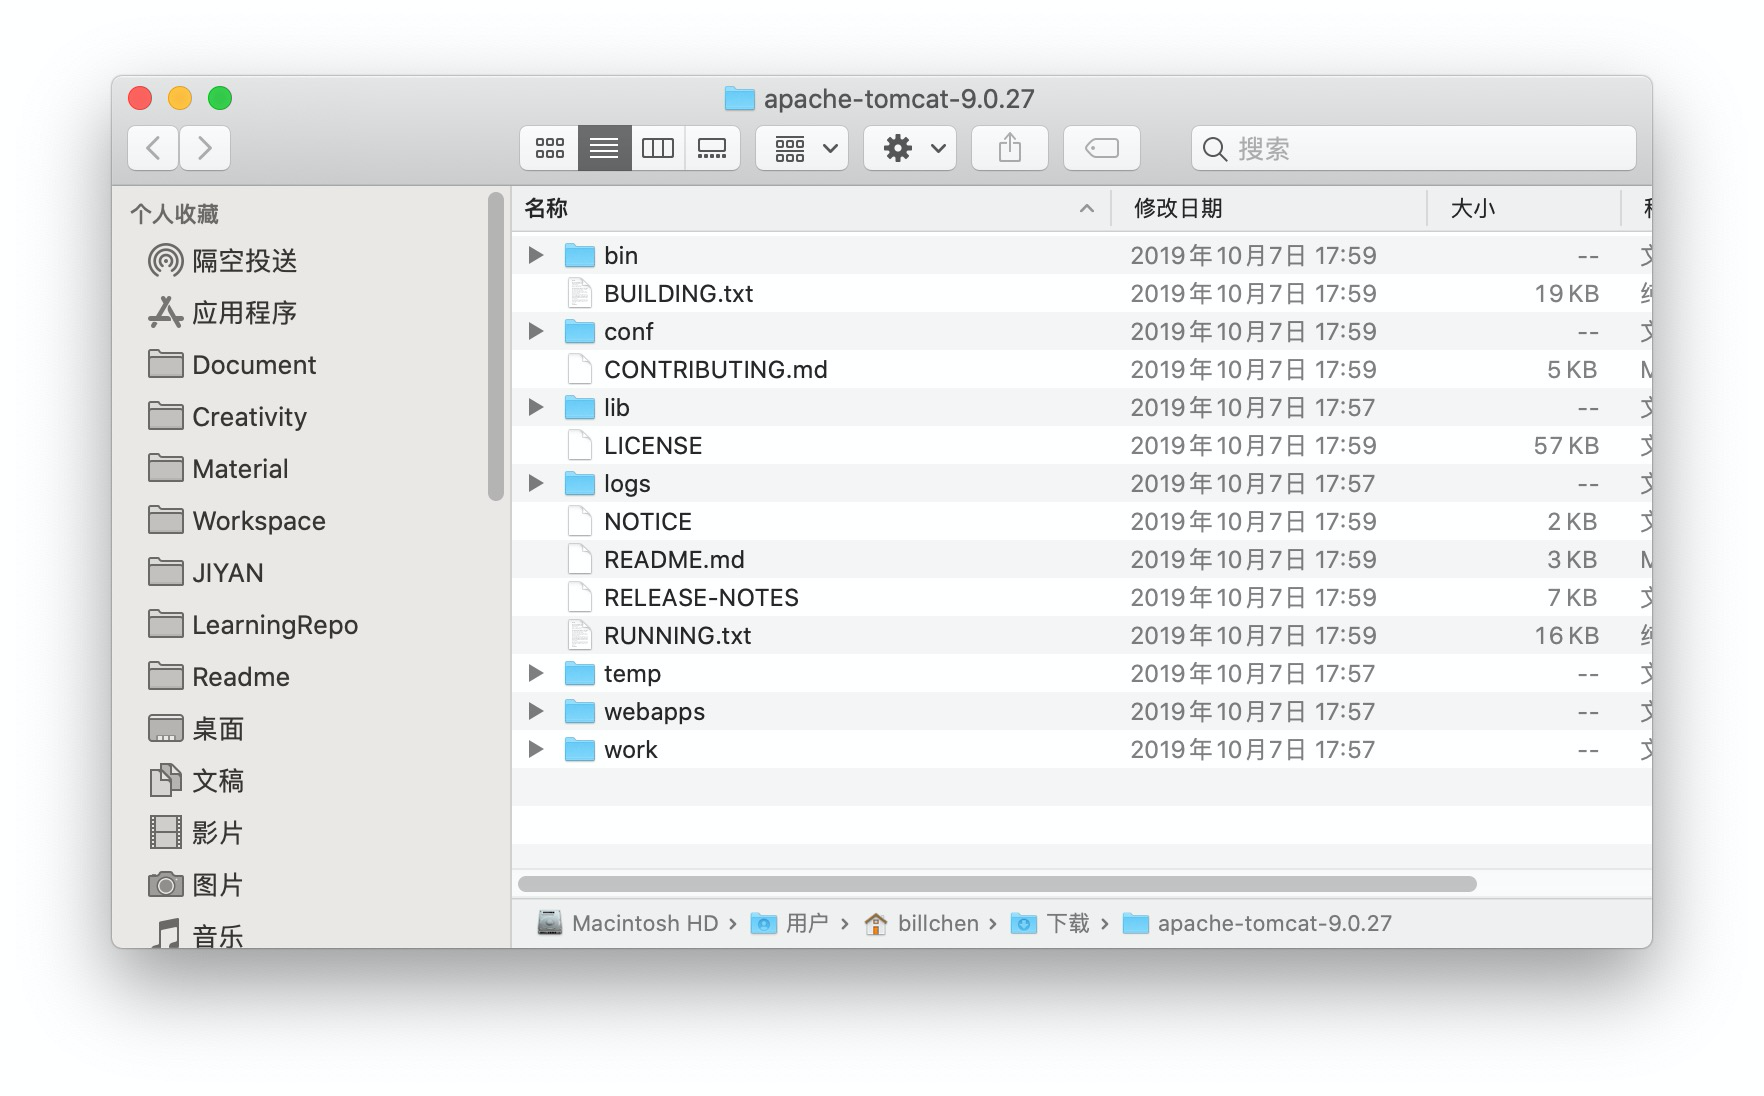 apache-tomcat-9.0.27
搜索
个人收藏
隔空投送
应用程序
Document
Creativity
Material
Workspace
JIYAN
LearningRepo
Readme
桌面
文稿
影片
图片
音乐
名称 修改日期 大小
bin 2019年10月7日 17:59 --
BUILDING.txt 2019年10月7日 17:59 19 KB
conf 2019年10月7日 17:59 --
CONTRIBUTING.md 2019年10月7日 17:59 5 KB
lib 2019年10月7日 17:57 --
LICENSE 2019年10月7日 17:59 57 KB
logs 2019年10月7日 17:57 --
NOTICE 2019年10月7日 17:59 2 KB
README.md 2019年10月7日 17:59 3 KB
RELEASE-NOTES 2019年10月7日 17:59 7 KB
RUNNING.txt 2019年10月7日 17:59 16 KB
temp 2019年10月7日 17:57 --
webapps 2019年10月7日 17:57 --
work 2019年10月7日 17:57 --
Macintosh HD › 用户 › billchen › 下载 › apache-tomcat-9.0.27